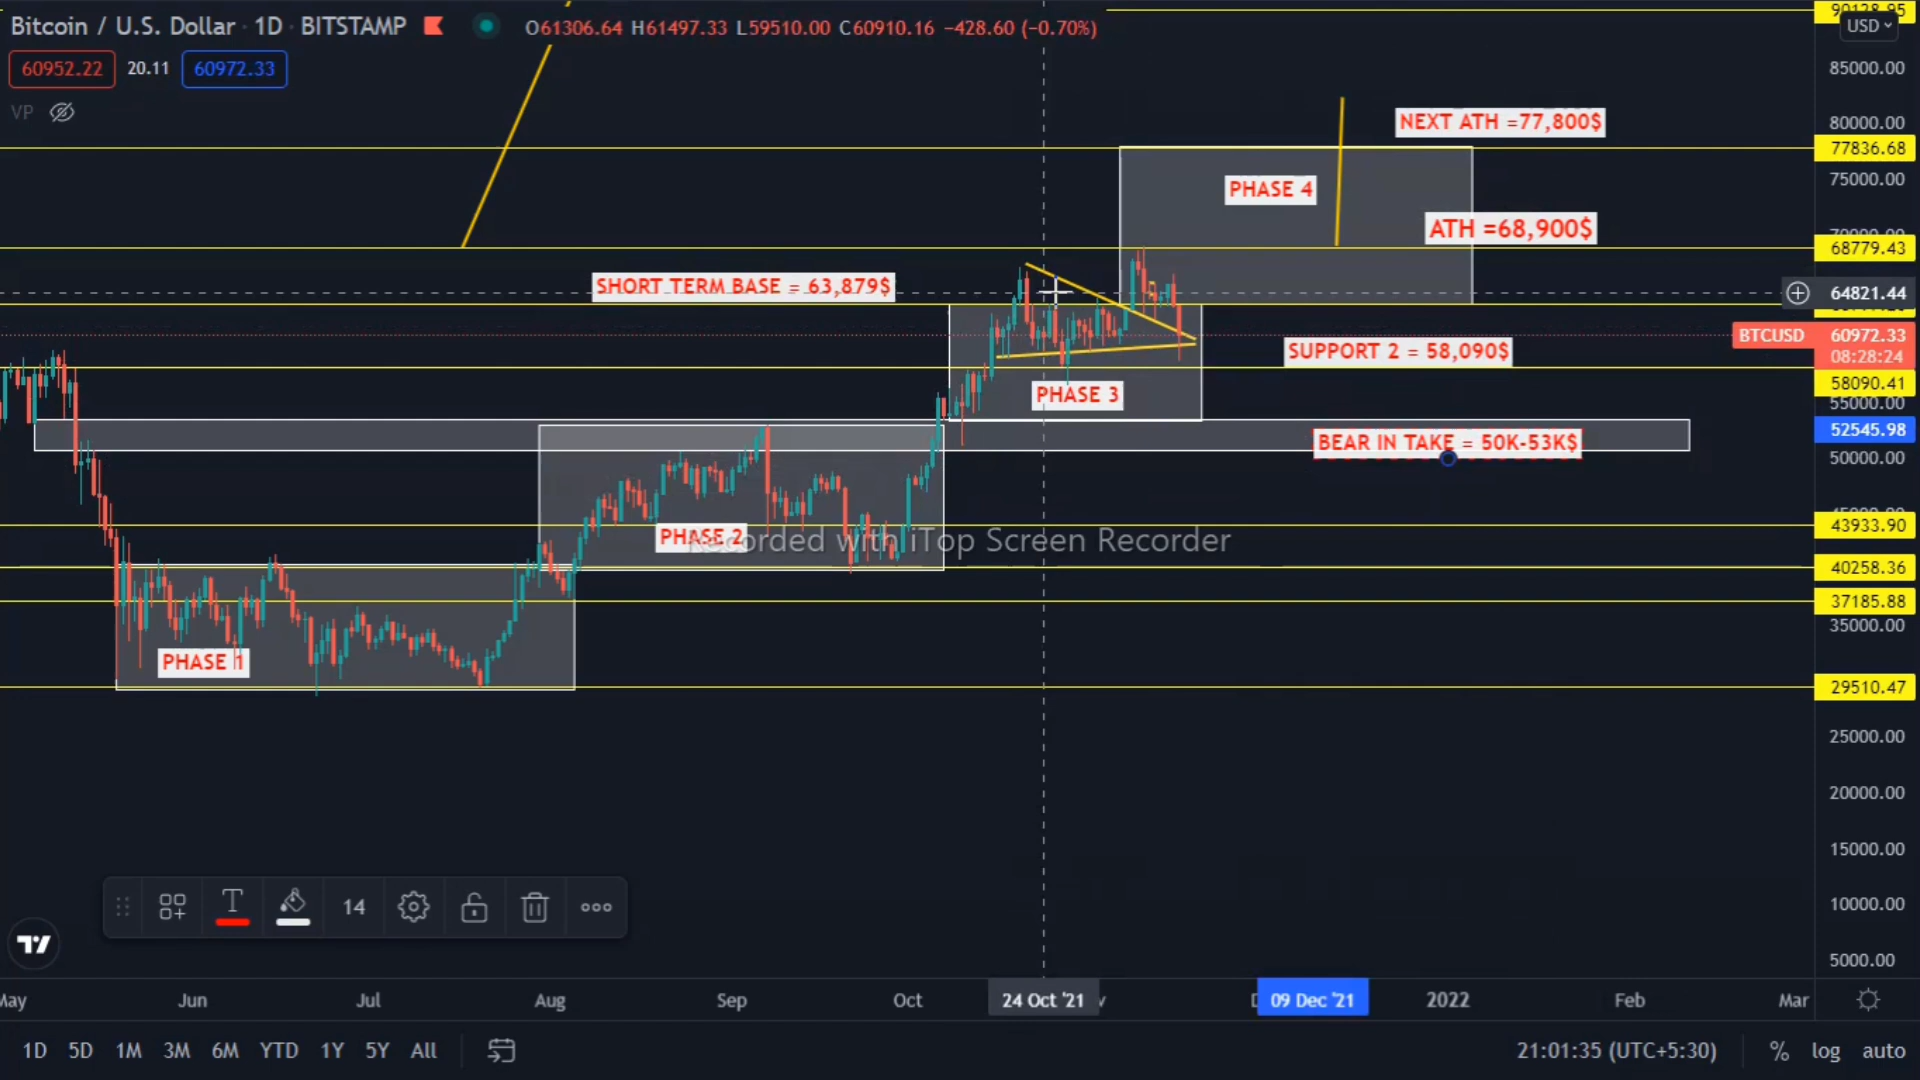 Bitcoin / U.S. Dollar · 1D · BITSTAMP O61306.64 H61497.33 L59510.00 C60910.16 −428.60 (−0.70%)
90128.95
USD
60952.22 20.11 60972.33
85000.00
VP
NEXT ATH =77,800$
80000.00
77836.68
75000.00
PHASE 4
ATH =68,900$
70000.00
68779.43
SHORT TERM BASE = 63,879$
64821.44
BTCUSD 60972.33
08:28:24
SUPPORT 2 = 58,090$
58090.41
PHASE 3
55000.00
52545.98
BEAR IN TAKE = 50K-53K$
50000.00
45000.00
43933.90
PHASE 2
Recorded with iTop Screen Recorder
40258.36
37185.88
35000.00
PHASE 1
29510.47
25000.00
20000.00
15000.00
T 14
10000.00
5000.00
May Jun Jul Aug Sep Oct 24 Oct '21 09 Dec '21 2022 Feb Mar
1D 5D 1M 3M 6M YTD 1Y 5Y All 21:01:35 (UTC+5:30) % log auto